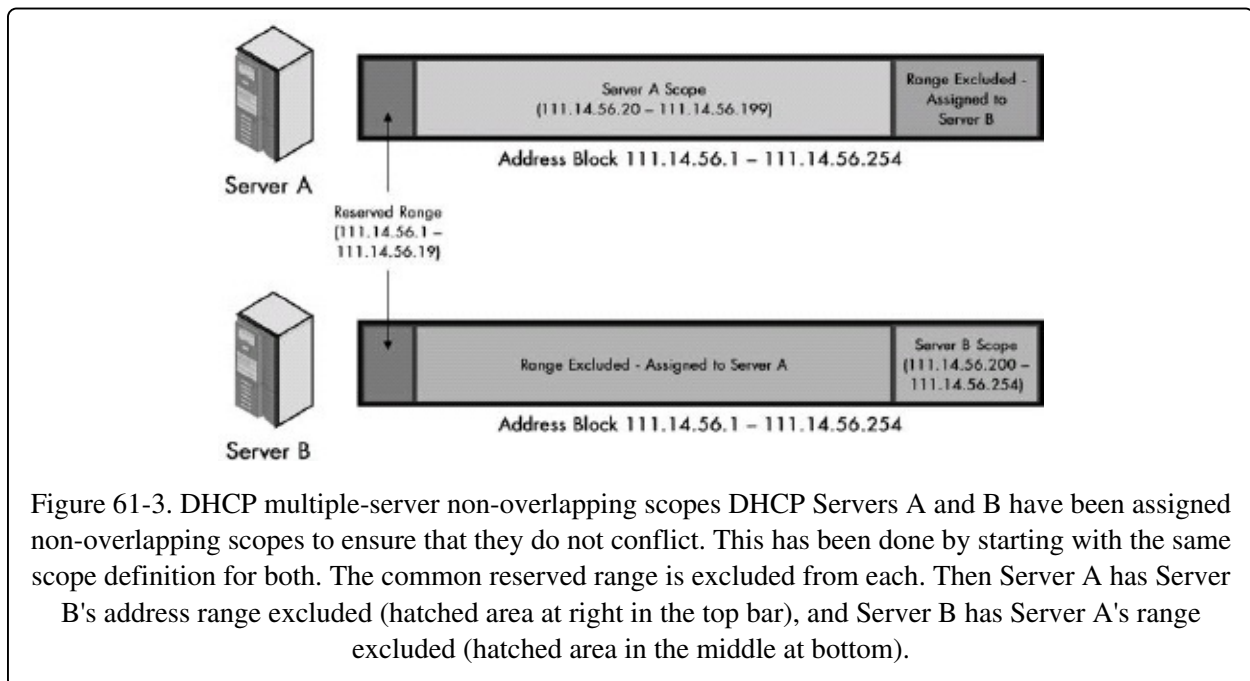 Server A Scope
(111.14.56.20 – 111.14.56.199)
Range Excluded -
Assigned to
Server B
Address Block 111.14.56.1 – 111.14.56.254
Server A
Reserved Range
(111.14.56.1 –
111.14.56.19)
Range Excluded - Assigned to Server A
Server B Scope
(111.14.56.200 –
111.14.56.254)
Address Block 111.14.56.1 – 111.14.56.254
Server B
Figure 61-3. DHCP multiple-server non-overlapping scopes DHCP Servers A and B have been assigned
non-overlapping scopes to ensure that they do not conflict. This has been done by starting with the same
scope definition for both. The common reserved range is excluded from each. Then Server A has Server
B's address range excluded (hatched area at right in the top bar), and Server B has Server A's range
excluded (hatched area in the middle at bottom).